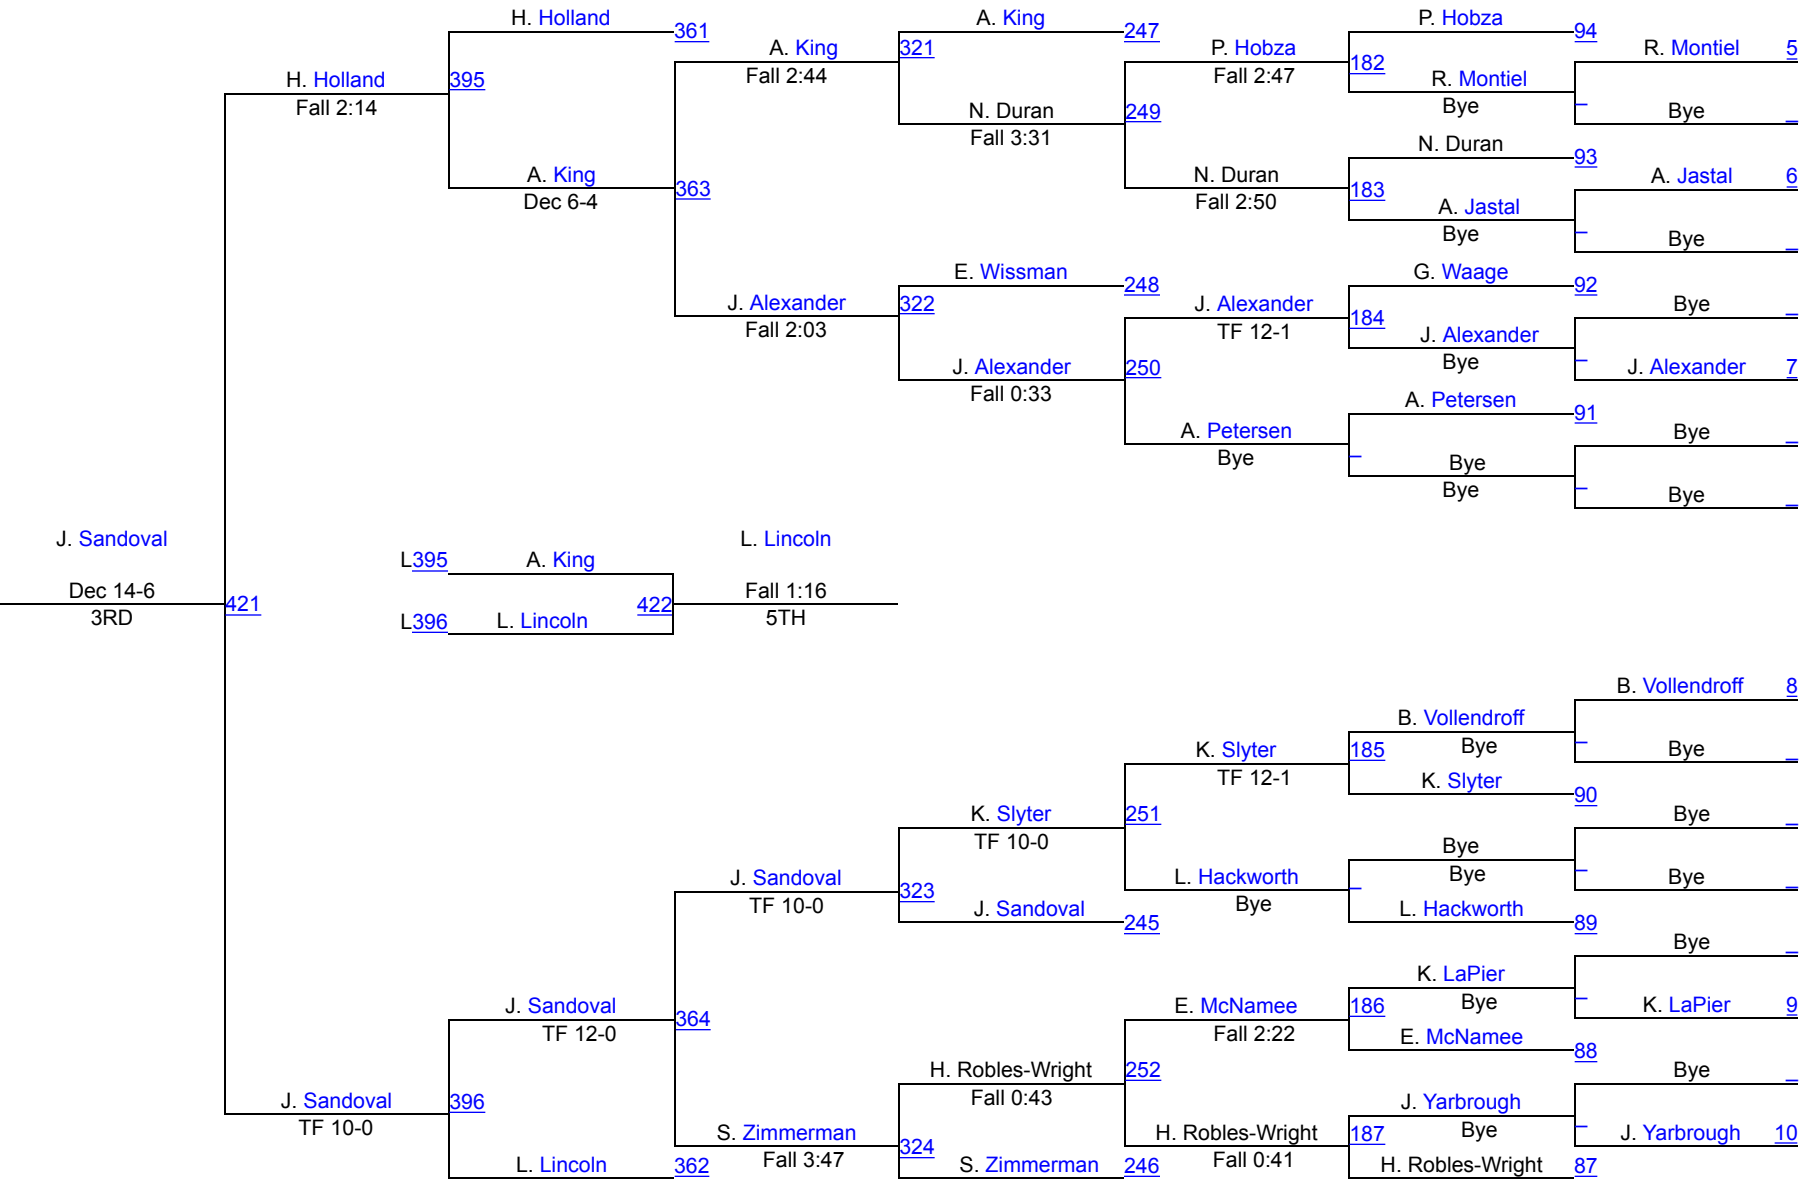 H. Holland
361
A. King
247
P. Hobza
94
A. King
321
P. Hobza
R. Montiel
5
Fall 2:44
Fall 2:47
182
H. Holland
395
R. Montiel
Fall 2:14
Bye
N. Duran
249
Bye
Fall 3:31
N. Duran
93
A. King
363
N. Duran
183
A. Jastal
6
Dec 6-4
Fall 2:50
A. Jastal
Bye
Bye
E. Wissman
248
G. Waage
92
J. Alexander
322
J. Alexander
Bye
Fall 2:03
TF 12-1
184
J. Alexander
Bye
J. Alexander
250
J. Alexander
7
Fall 0:33
A. Petersen
91
A. Petersen
Bye
Bye
Bye
Bye
Bye
J. Sandoval
L. Lincoln
L395
A. King
Dec 14-6
421
422
Fall 1:16
3RD
L396
L. Lincoln
5TH
B. Vollendroff
8
B. Vollendroff
K. Slyter
185
Bye
Bye
TF 12-1
K. Slyter
90
K. Slyter
251
Bye
TF 10-0
Bye
J. Sandoval
323
L. Hackworth
Bye
Bye
TF 10-0
Bye
J. Sandoval
245
L. Hackworth
89
Bye
K. LaPier
J. Sandoval
364
E. McNamee
186
Bye
K. LaPier
9
TF 12-0
Fall 2:22
E. McNamee
88
H. Robles-Wright
252
Bye
Fall 0:43
J. Sandoval
396
J. Yarbrough
TF 10-0
S. Zimmerman
324
H. Robles-Wright
187
Bye
J. Yarbrough
10
Fall 3:47
Fall 0:41
L. Lincoln
362
S. Zimmerman
246
H. Robles-Wright
87